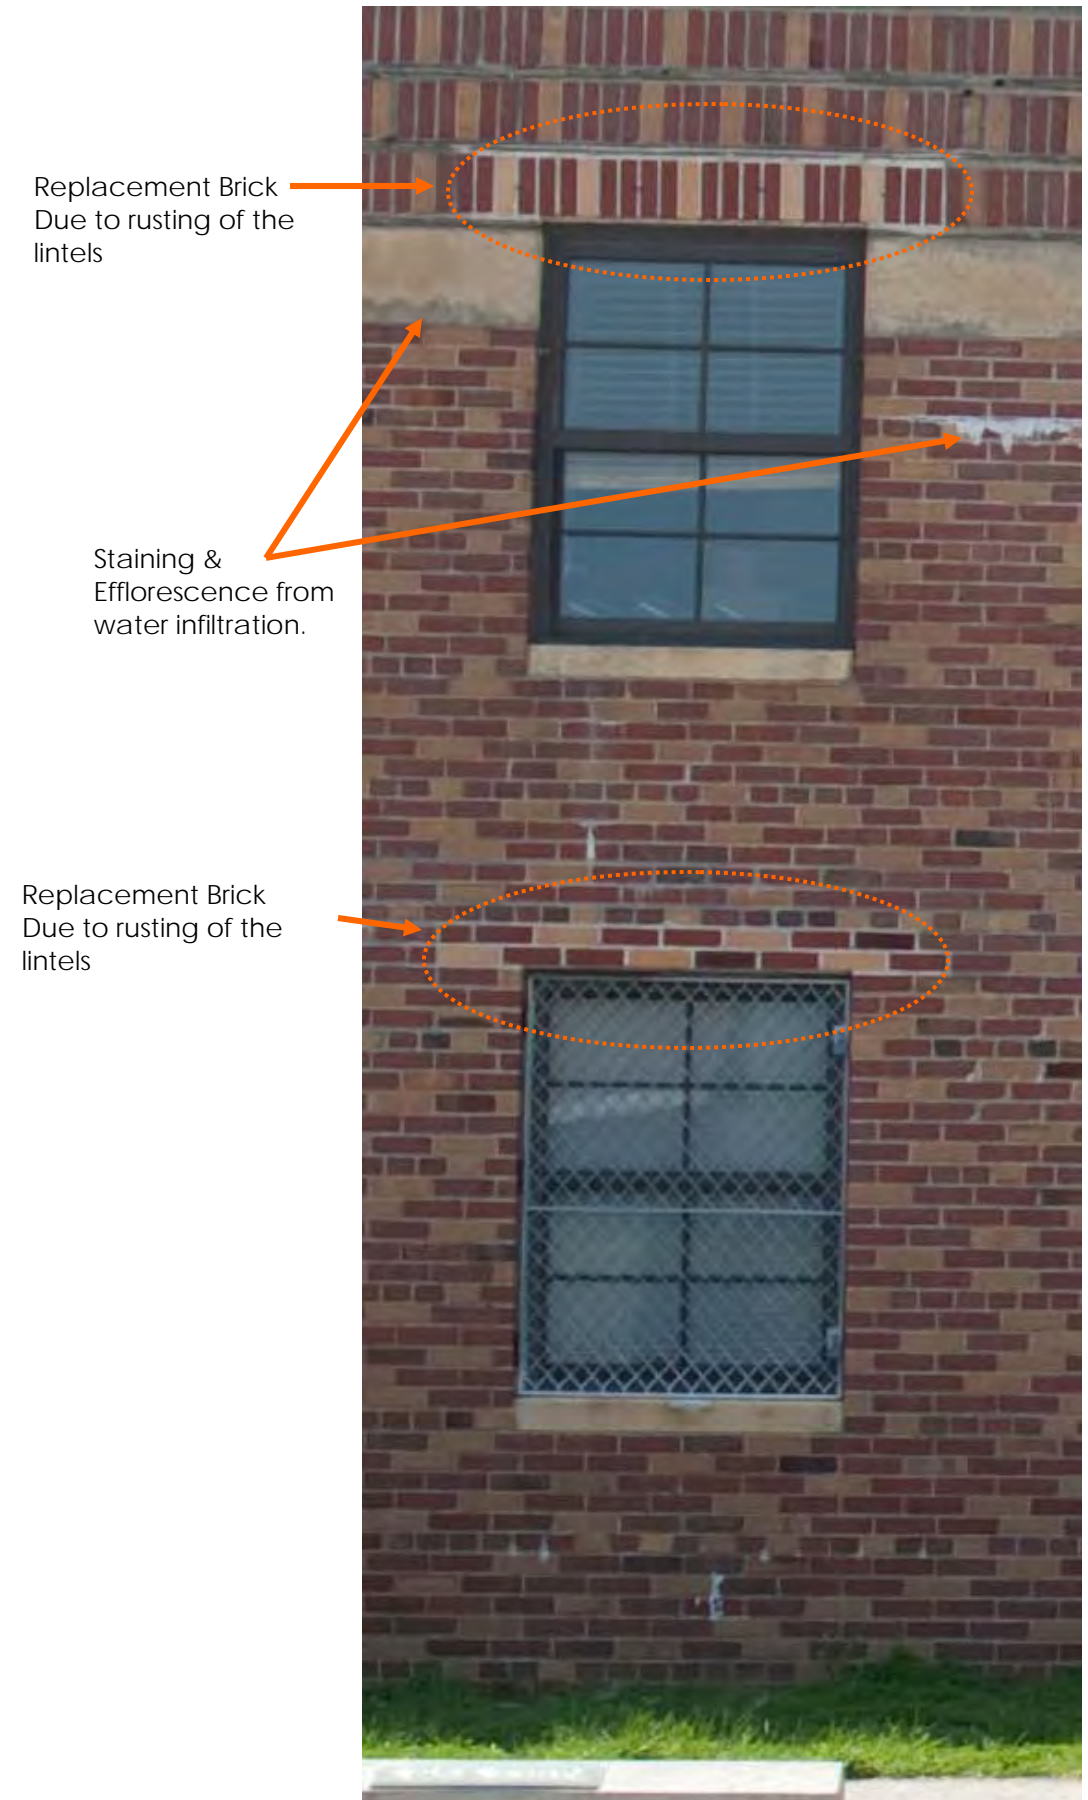 Replacement Brick
Due to rusting of the
lintels
Staining &
Efflorescence from
water infiltration.
Replacement Brick
Due to rusting of the
lintels